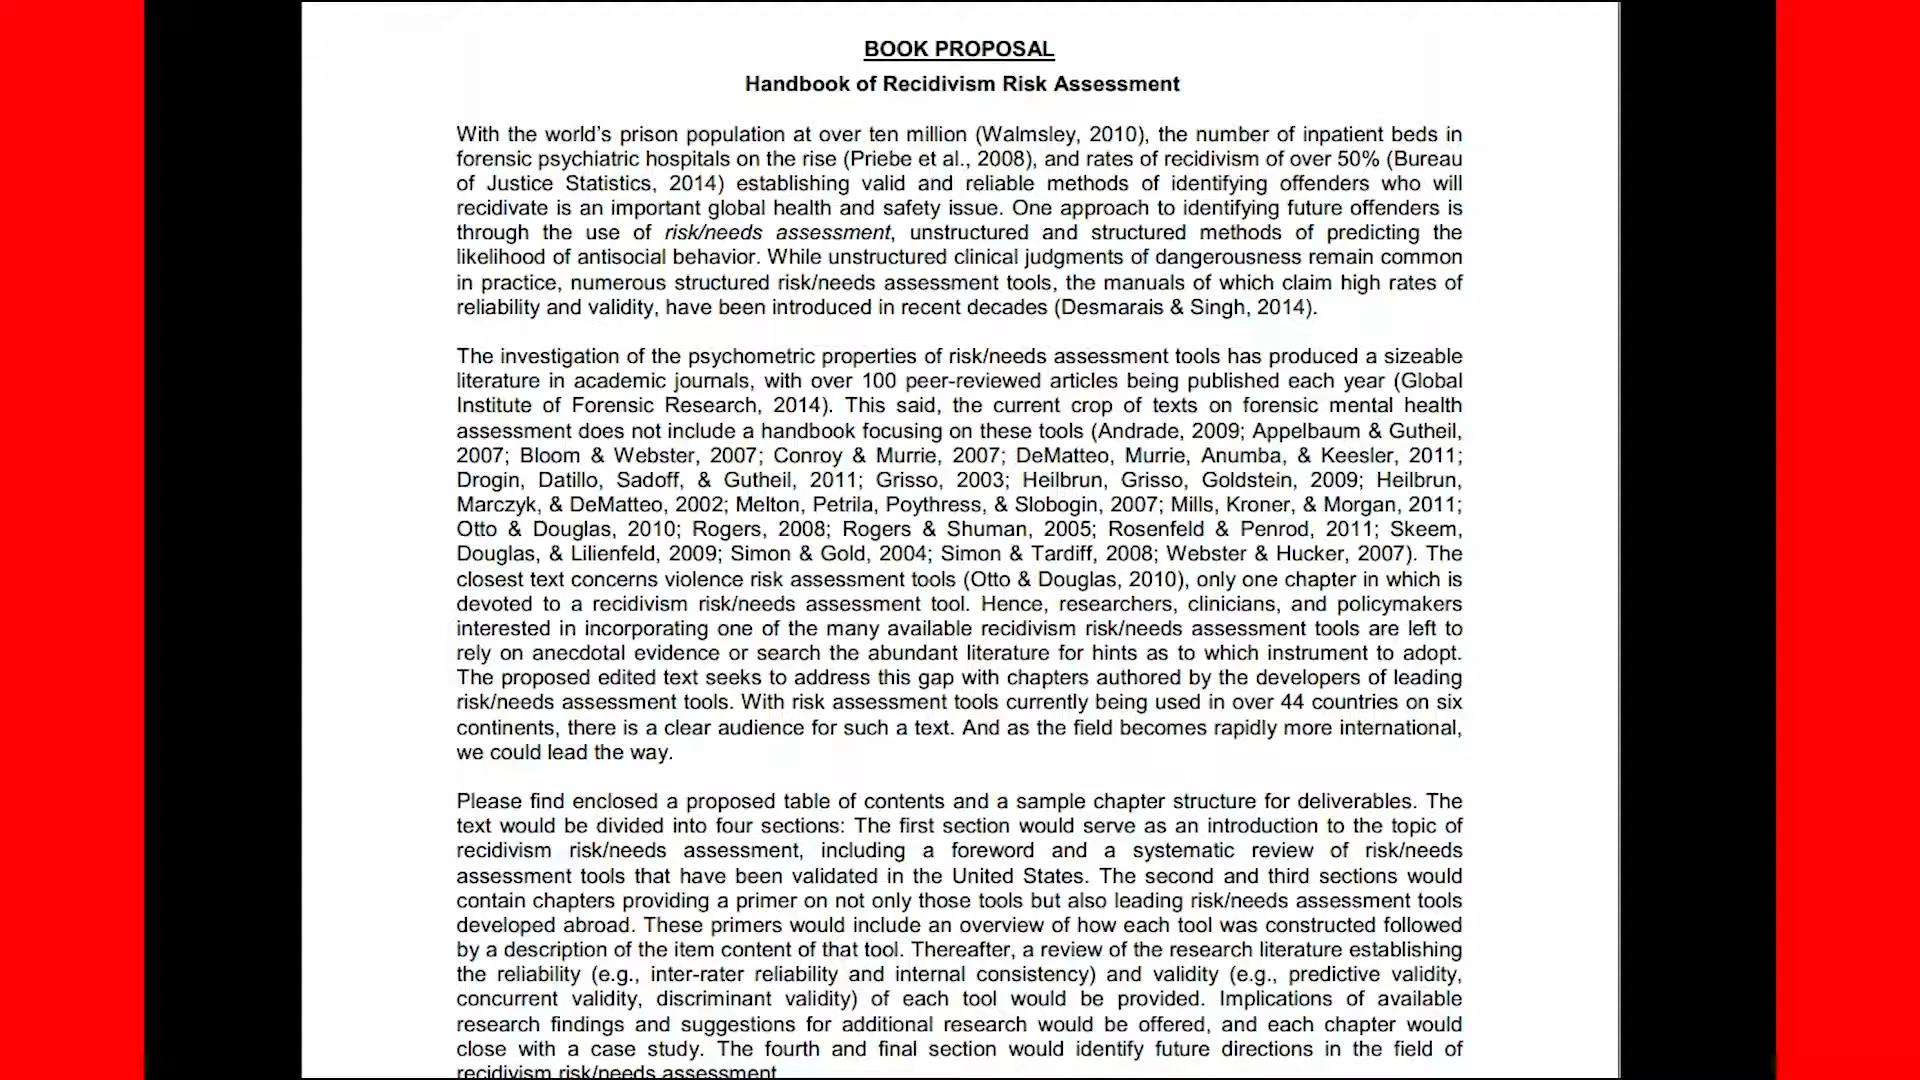 BOOK PROPOSAL
Handbook of Recidivism Risk Assessment
With the world's prison population at over ten million (Walmsley, 2010), the number of inpatient beds in
forensic psychiatric hospitals on the rise (Priebe et al., 2008), and rates of recidivism of over 50% (Bureau
of Justice Statistics, 2014) establishing valid and reliable methods of identifying offenders who will
recidivate is an important global health and safety issue. One approach to identifying future offenders is
through the use of risk/needs assessment, unstructured and structured methods of predicting the
likelihood of antisocial behavior. While unstructured clinical judgments of dangerousness remain common
in practice, numerous structured risk/needs assessment tools, the manuals of which claim high rates of
reliability and validity, have been introduced in recent decades (Desmarais & Singh, 2014).
The investigation of the psychometric properties of risk/needs assessment tools has produced a sizeable
literature in academic journals, with over 100 peer-reviewed articles being published each year (Global
Institute of Forensic Research, 2014). This said, the current crop of texts on forensic mental health
assessment does not include a handbook focusing on these tools (Andrade, 2009; Appelbaum & Gutheil,
2007; Bloom & Webster, 2007; Conroy & Murrie, 2007; DeMatteo, Murrie, Anumba, & Keesler, 2011;
Drogin, Datillo, Sadoff, & Gutheil, 2011; Grisso, 2003; Heilbrun, Grisso, Goldstein, 2009; Heilbrun,
Marczyk, & DeMatteo, 2002; Melton, Petrila, Poythress, & Slobogin, 2007; Mills, Kroner, & Morgan, 2011;
Otto & Douglas, 2010; Rogers, 2008; Rogers & Shuman, 2005; Rosenfeld & Penrod, 2011; Skeem,
Douglas, & Lilienfeld, 2009; Simon & Gold, 2004; Simon & Tardiff, 2008; Webster & Hucker, 2007). The
closest text concerns violence risk assessment tools (Otto & Douglas, 2010), only one chapter in which is
devoted to a recidivism risk/needs assessment tool. Hence, researchers, clinicians, and policymakers
interested in incorporating one of the many available recidivism risk/needs assessment tools are left to
rely on anecdotal evidence or search the abundant literature for hints as to which instrument to adopt.
The proposed edited text seeks to address this gap with chapters authored by the developers of leading
risk/needs assessment tools. With risk assessment tools currently being used in over 44 countries on six
continents, there is a clear audience for such a text. And as the field becomes rapidly more international,
we could lead the way.
Please find enclosed a proposed table of contents and a sample chapter structure for deliverables. The
text would be divided into four sections: The first section would serve as an introduction to the topic of
recidivism risk/needs assessment, including a foreword and a systematic review of risk/needs
assessment tools that have been validated in the United States. The second and third sections would
contain chapters providing a primer on not only those tools but also leading risk/needs assessment tools
developed abroad. These primers would include an overview of how each tool was constructed followed
by a description of the item content of that tool. Thereafter, a review of the research literature establishing
the reliability (e.g., inter-rater reliability and internal consistency) and validity (e.g., predictive validity,
concurrent validity, discriminant validity) of each tool would be provided. Implications of available
research findings and suggestions for additional research would be offered, and each chapter would
close with a case study. The fourth and final section would identify future directions in the field of
recidivism risk/needs assessment